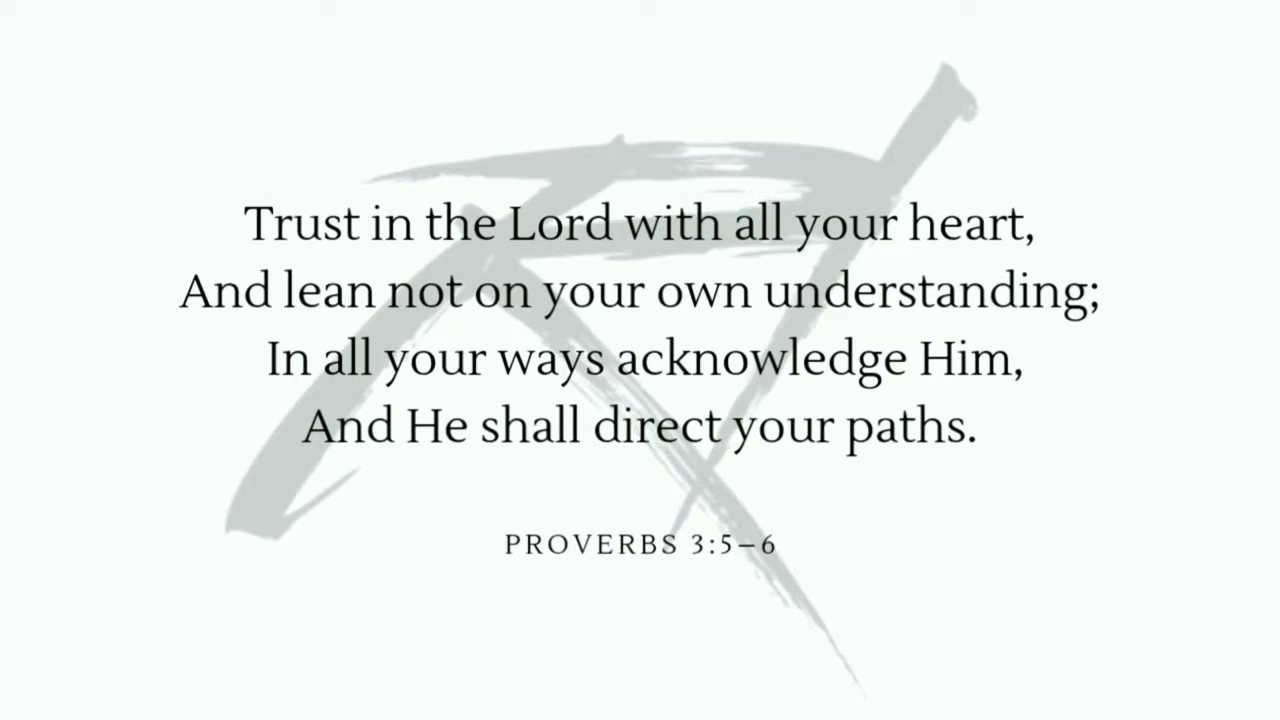 Trust in the Lord with all your heart,
And lean not on your own understanding;
In all your ways acknowledge Him,
And He shall direct your paths.
PROVERBS 3:5–6